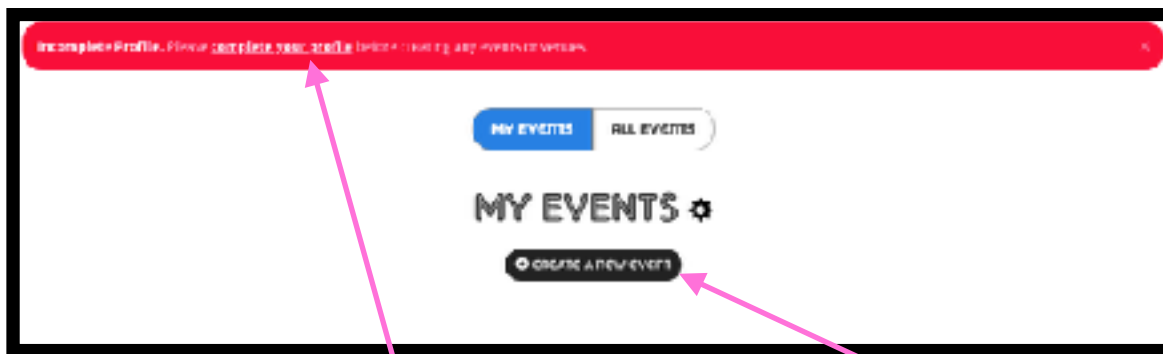 Incomplete Profile. Please complete your profile before creating any events or venues. ×
MY EVENTS ALL EVENTS
MY EVENTS
CREATE A NEW EVENT